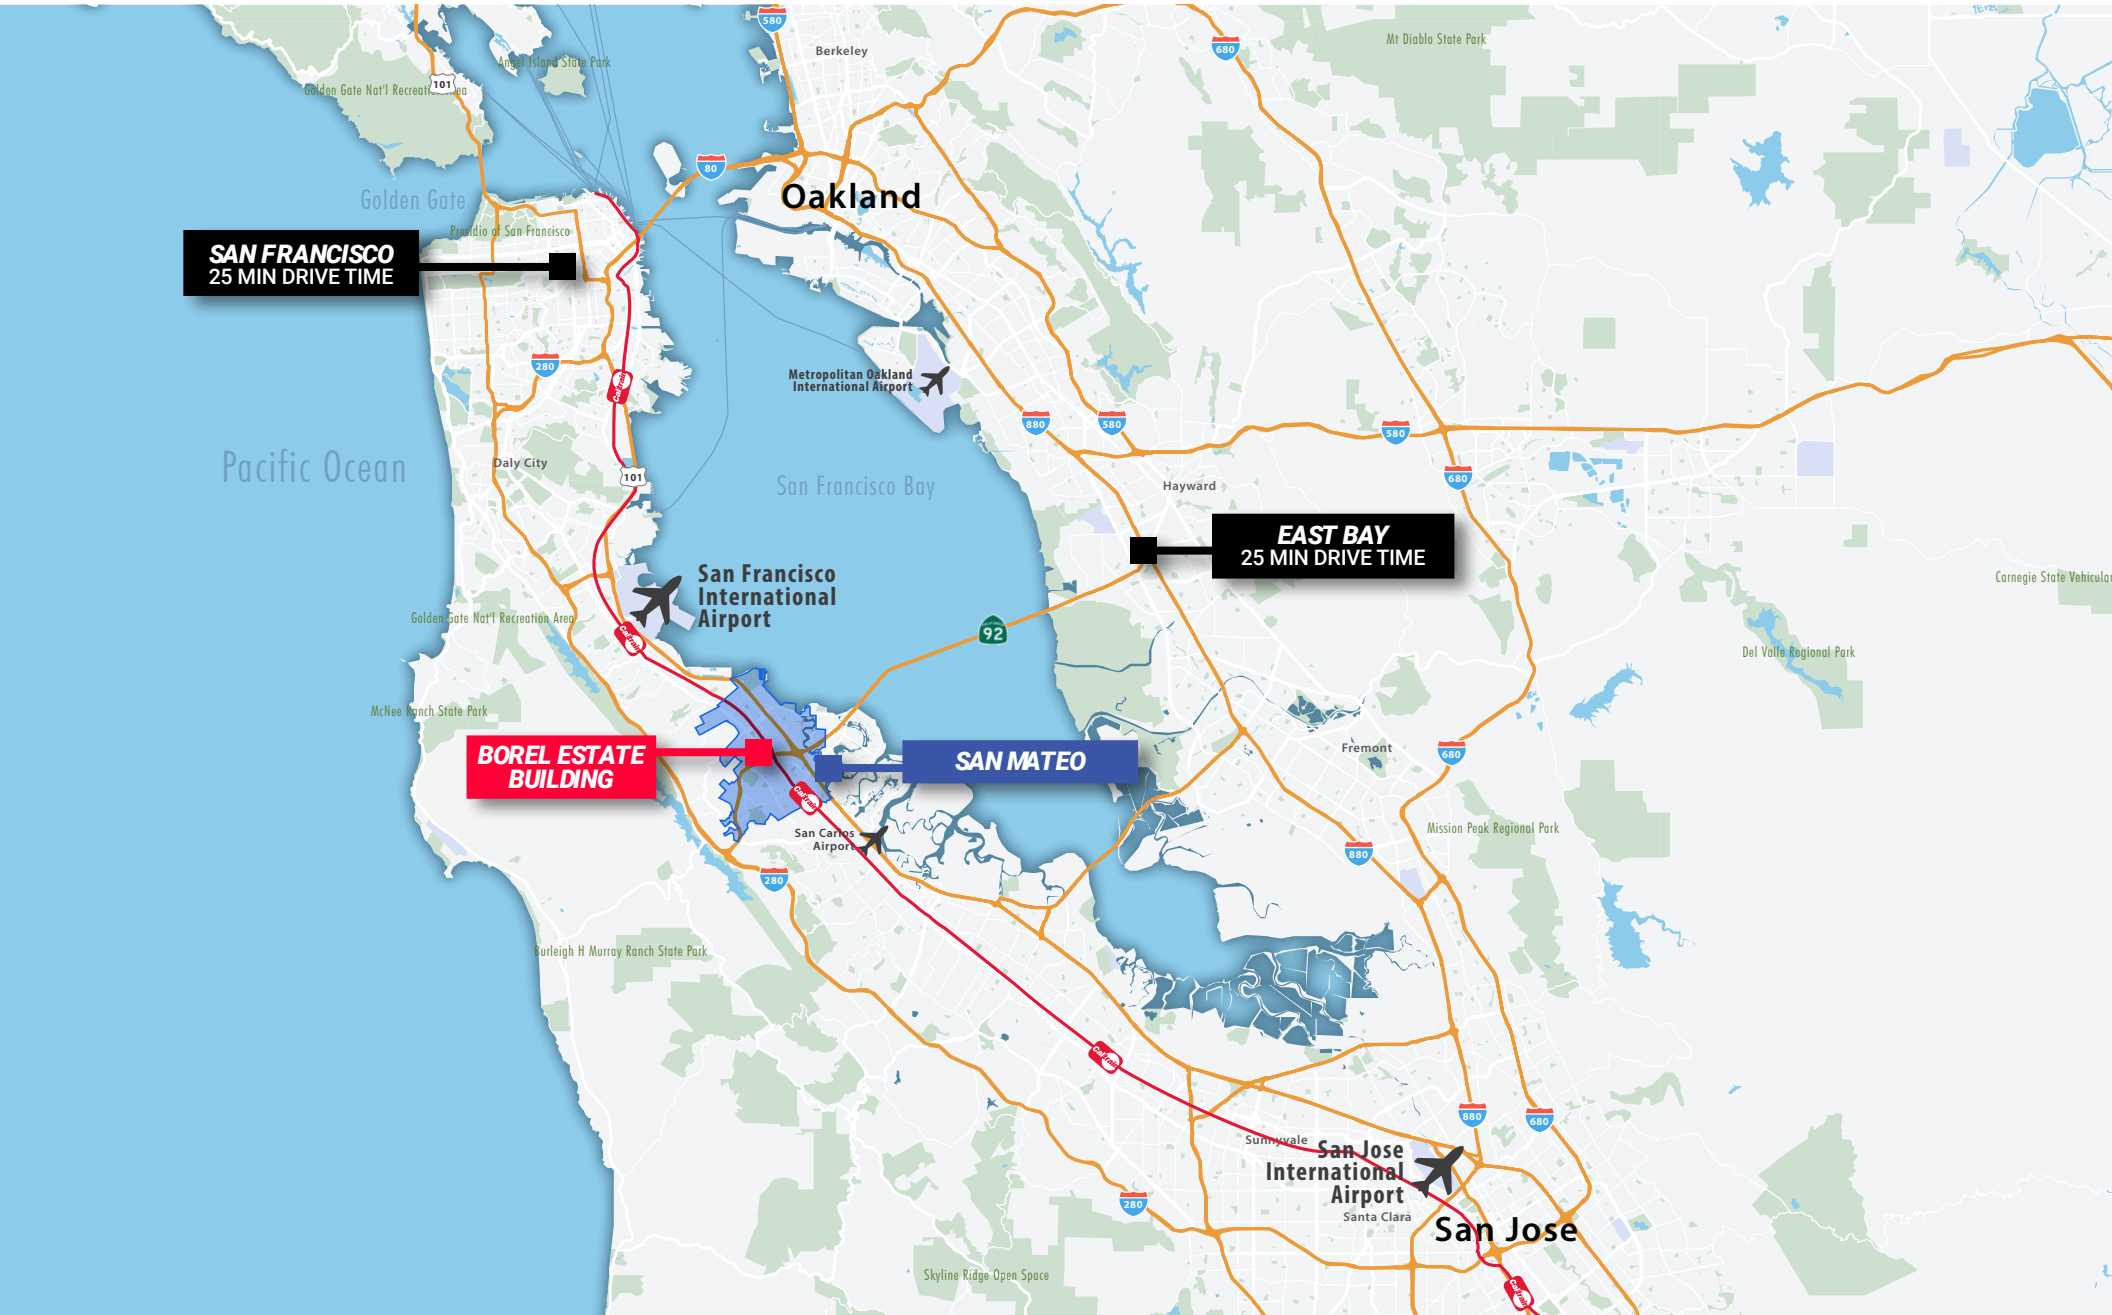 580
Berkeley
680
Mt Diablo State Park
Angel Island State Park
101
80
Oakland
Golden Gate
Presidio of San Francisco
SAN FRANCISCO
25 MIN DRIVE TIME
280
Caltrain
Metropolitan Oakland
International Airport
880
580
580
Daly City
Pacific Ocean
101
680
San Francisco Bay
Hayward
EAST BAY
25 MIN DRIVE TIME
San Francisco
International
Airport
Carnegie State Vehicular
Golden Gate Nat'l Recreation Area
92
Caltrain
Del Valle Regional Park
McNee Ranch State Park
BOREL ESTATE
BUILDING
SAN MATEO
Fremont
680
Caltrain
San Carlos
Airport
Mission Peak Regional Park
880
280
Burleigh H Murray Ranch State Park
Caltrain
880
680
Sunnyvale
San Jose
International
Airport
280
Santa Clara
San Jose
Skyline Ridge Open Space
Caltrain